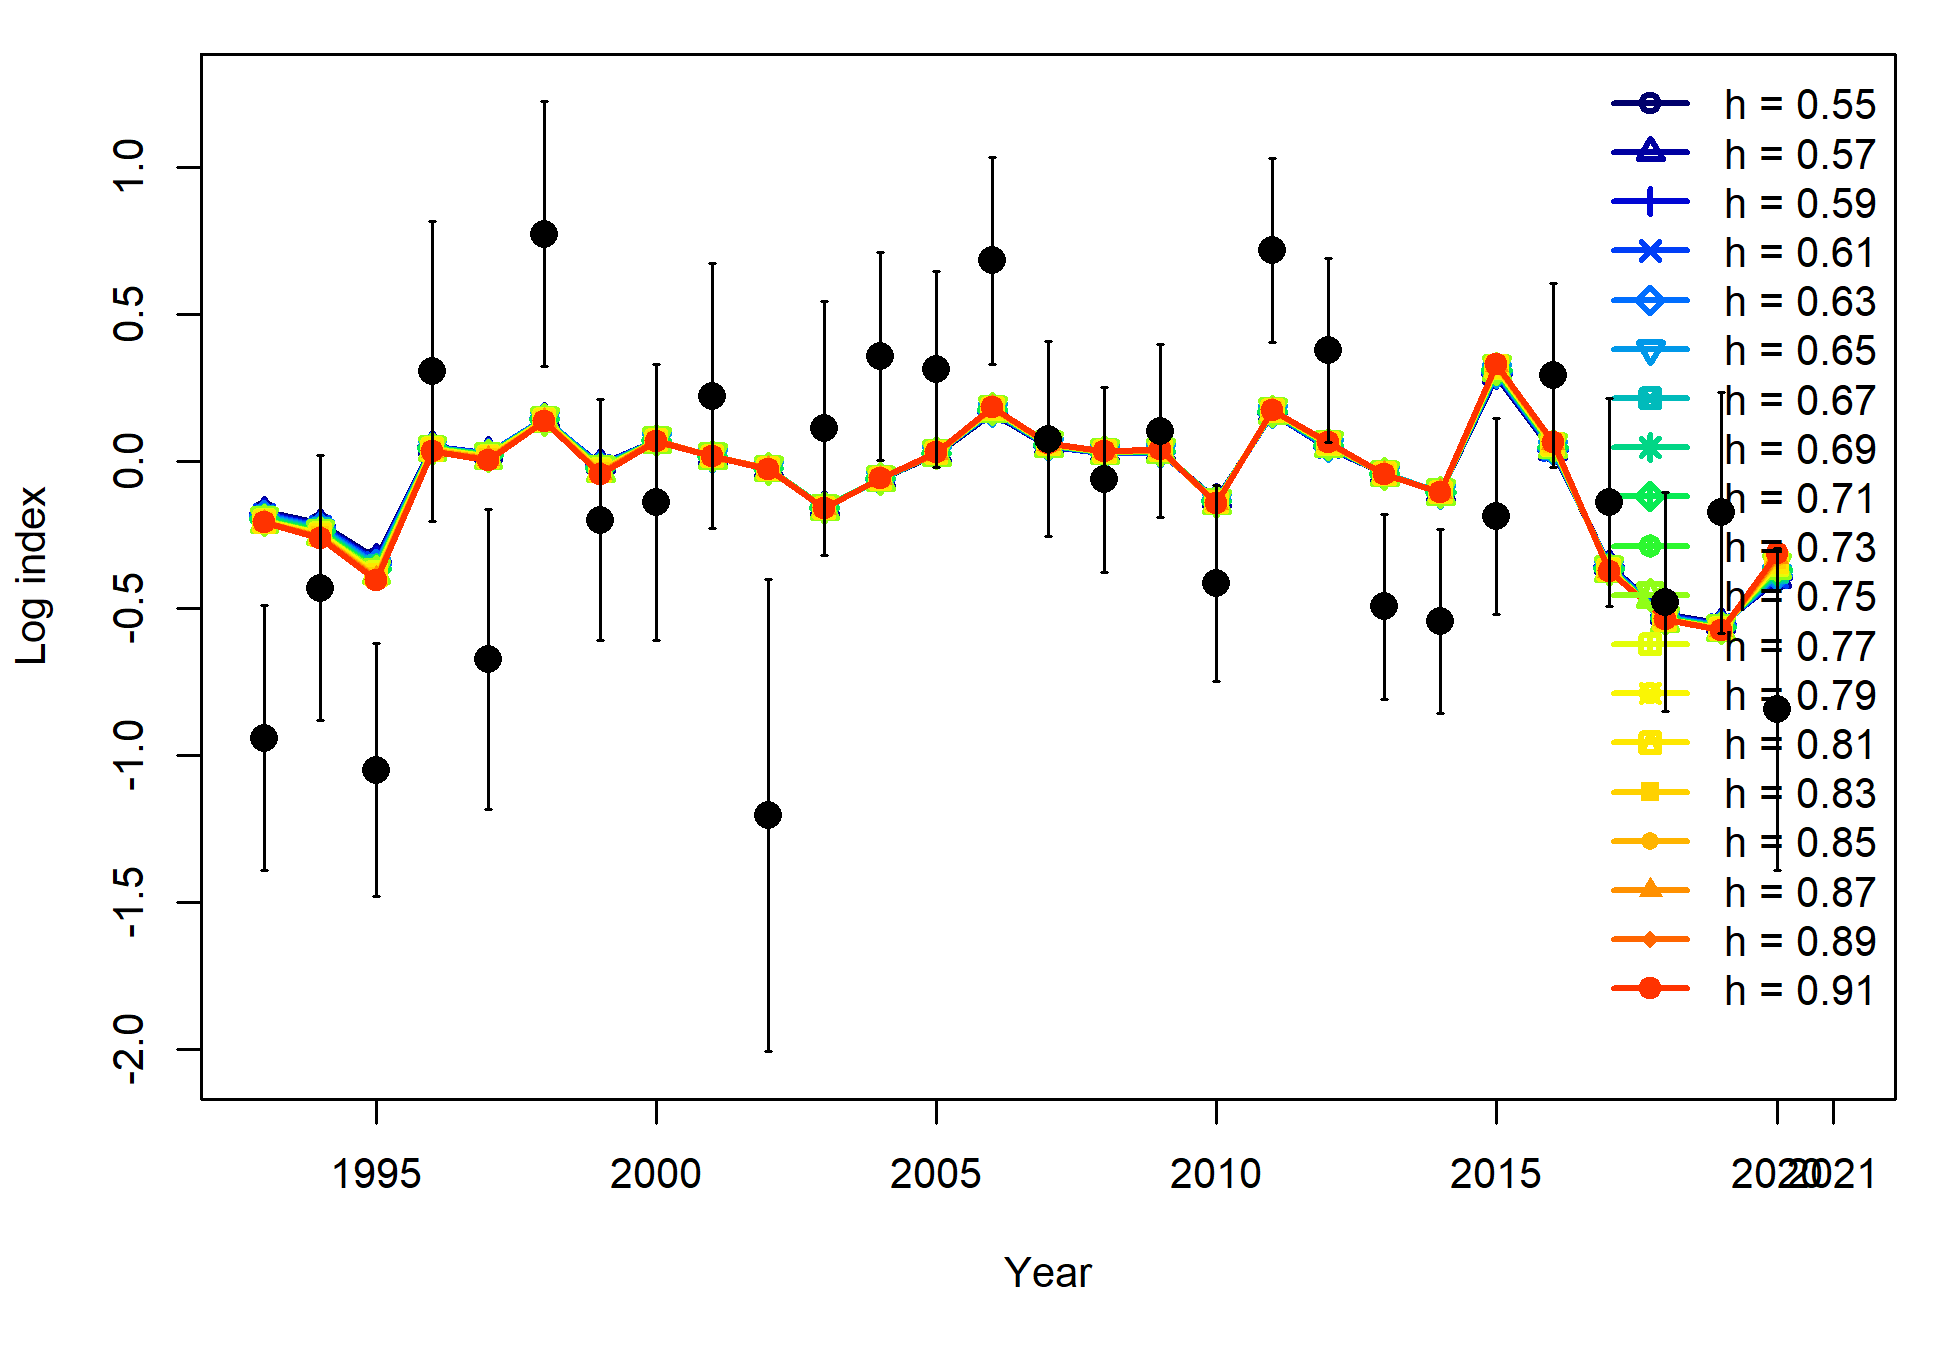 h = 0.55
h = 0.57
h = 0.59
h = 0.61
h = 0.63
h = 0.65
h = 0.67
h = 0.69
h = 0.71
h = 0.73
h = 0.75
h = 0.77
h = 0.79
h = 0.81
h = 0.83
h = 0.85
h = 0.87
h = 0.89
h = 0.91
1.0
0.5
0.0
-0.5
-1.0
-1.5
-2.0
Log index
1995 2000 2005 2010 2015 2020 2021
Year